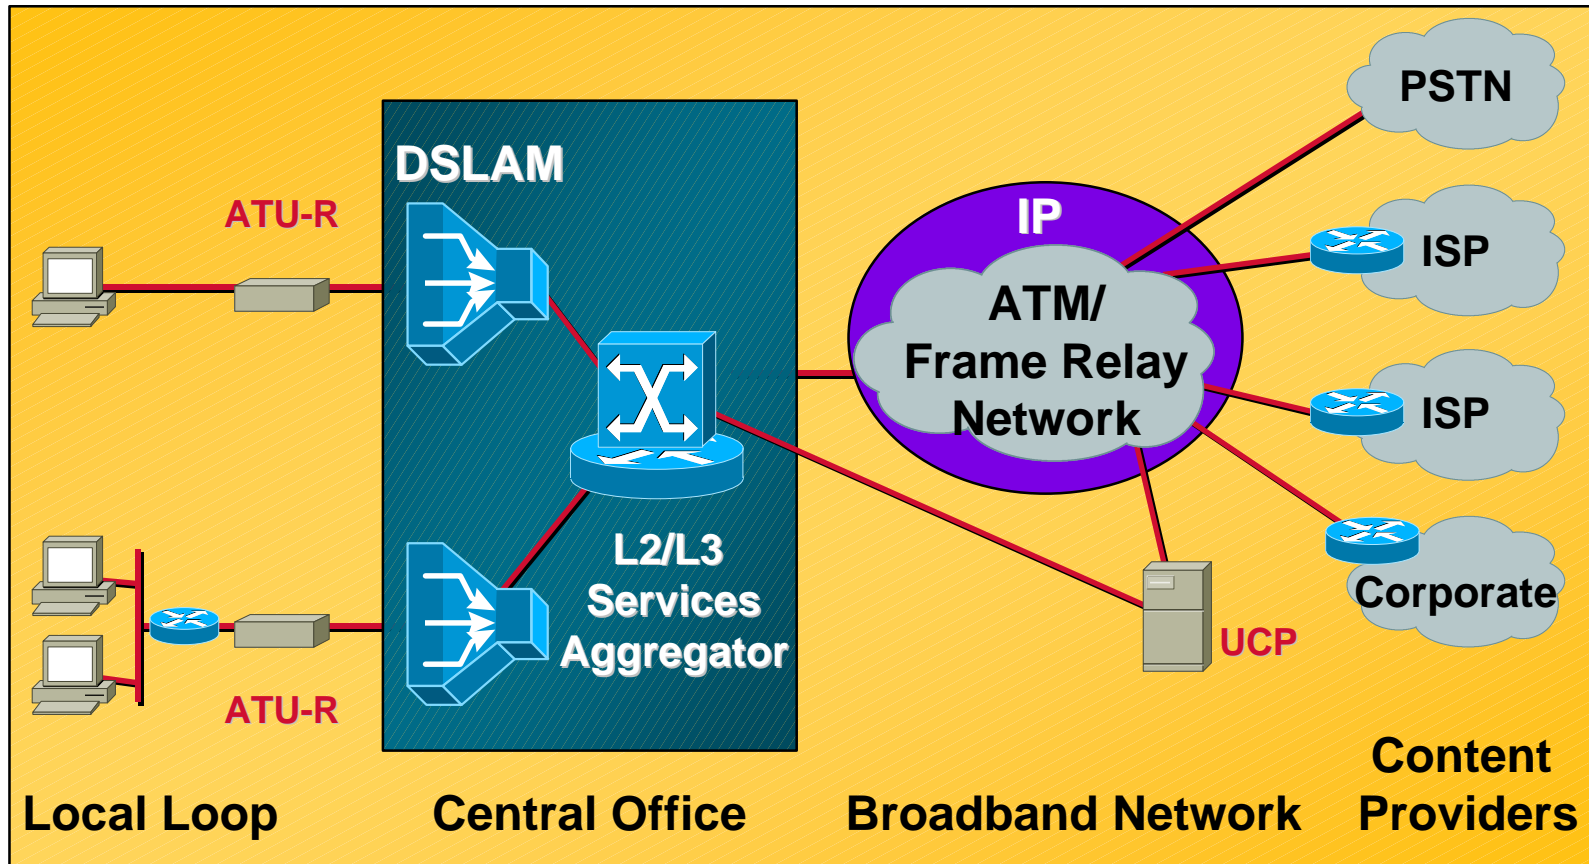 PSTN
DSLAM
ATU-R
IP
ISP
ATM/
Frame Relay
Network
ISP
L2/L3
Services
Aggregator
Corporate
UCP
ATU-R
Content
Providers
Local Loop
Central Office
Broadband Network